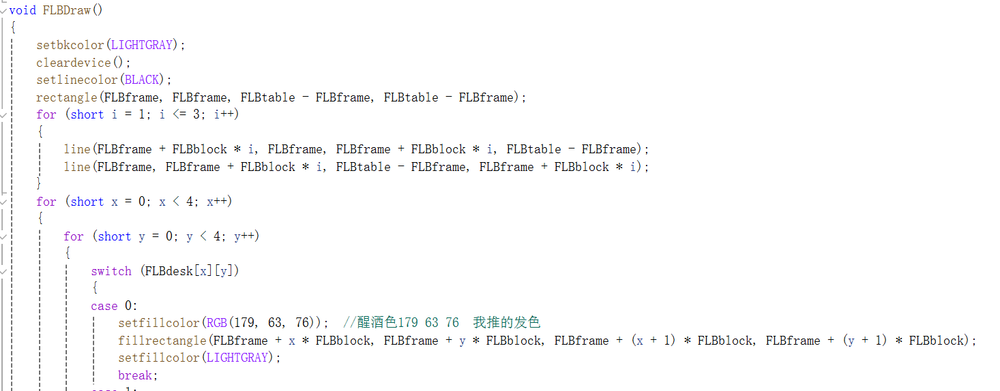 void FLBDraw()
{
setbkcolor(LIGHTGRAY);
cleardevice();
setlinecolor(BLACK);
rectangle(FLBframe, FLBframe, FLBtable - FLBframe, FLBtable - FLBframe);
for (short i = 1; i <= 3; i++)
{
line(FLBframe + FLBblock * i, FLBframe, FLBframe + FLBblock * i, FLBtable - FLBframe);
line(FLBframe, FLBframe + FLBblock * i, FLBtable - FLBframe, FLBframe + FLBblock * i);
}
for (short x = 0; x < 4; x++)
{
for (short y = 0; y < 4; y++)
{
switch (FLBdesk[x][y])
{
case 0:
setfillcolor(RGB(179, 63, 76));  //醒酒色179 63 76  我推的发色
fillrectangle(FLBframe + x * FLBblock, FLBframe + y * FLBblock, FLBframe + (x + 1) * FLBblock, FLBframe + (y + 1) * FLBblock);
setfillcolor(LIGHTGRAY);
break;